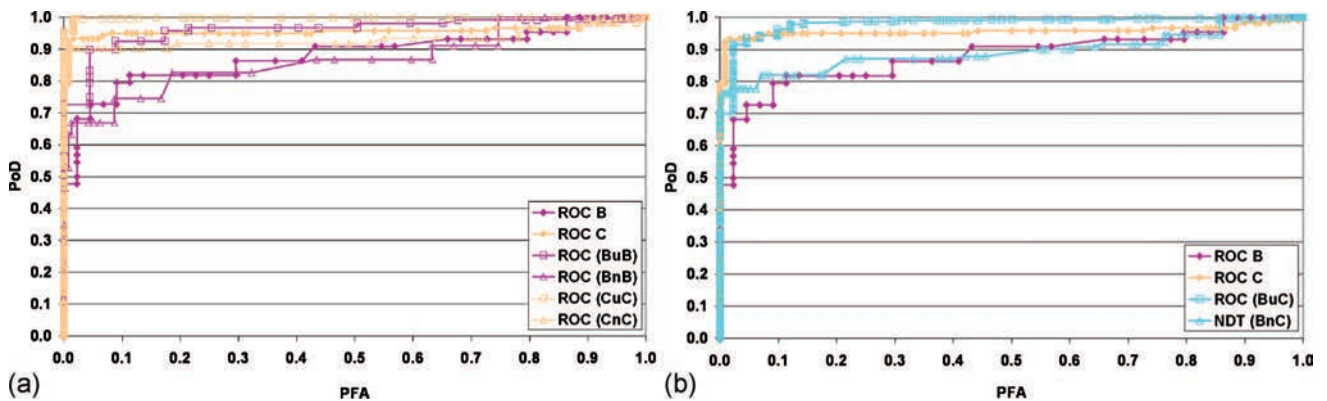 PoD
1.0
0.9
0.8
0.7
0.6
0.5
0.4
0.3
0.2
0.1
0.0
0.0 0.1 0.2 0.3 0.4 0.5 0.6 0.7 0.8 0.9 1.0
PFA
ROC B
ROC C
ROC (BuB)
ROC (BnB)
ROC (CuC)
ROC (CnC)
(a)
PoD
1.0
0.9
0.8
0.7
0.6
0.5
0.4
0.3
0.2
0.1
0.0
0.0 0.1 0.2 0.3 0.4 0.5 0.6 0.7 0.8 0.9 1.0
PFA
ROC B
ROC C
ROC (BuC)
NDT (BnC)
(b)